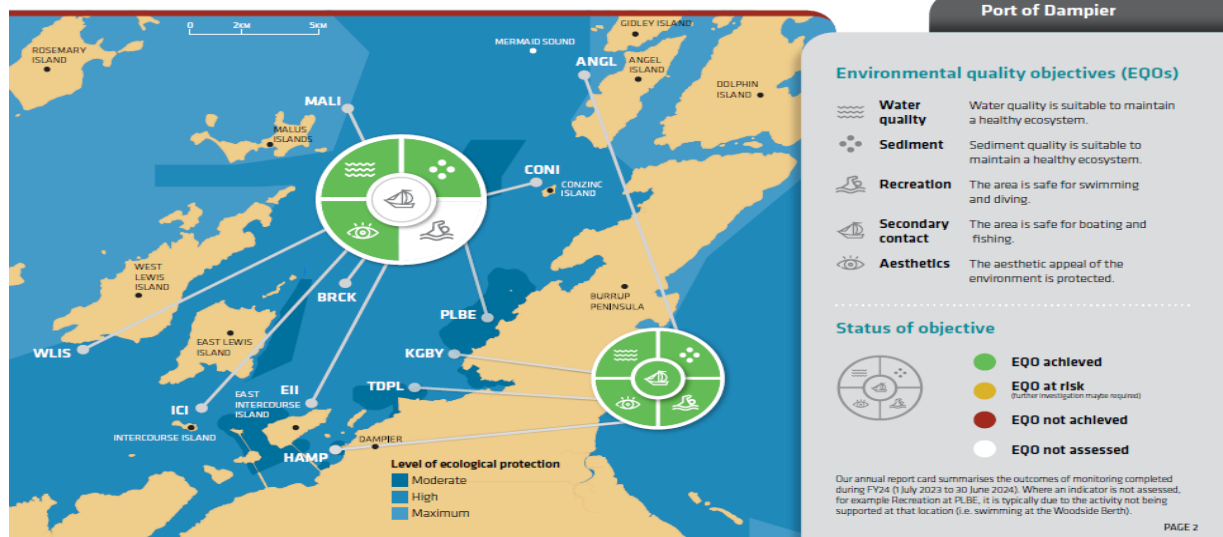 Port of Dampier
0 2KM 5KM
ROSEMARY
ISLAND
MERMAID SOUND
GIDLEY ISLAND
ANGL
ANGEL
ISLAND
DOLPHIN
ISLAND
MALI
MALUS
ISLANDS
CONI
CONZINC
ISLAND
WEST
LEWIS
ISLAND
BRCK
PLBE
BURRUP
PENINSULA
WLIS
EAST LEWIS
ISLAND
KGBY
TDPL
EII
EAST
INTERCOURSE
ISLAND
ICI
INTERCOURSE ISLAND
HAMP
DAMPIER
Level of ecological protection
Moderate
High
Maximum
Environmental quality objectives (EQOs)
Water quality Water quality is suitable to maintain
a healthy ecosystem.
Sediment Sediment quality is suitable to
maintain a healthy ecosystem.
Recreation The area is safe for swimming
and diving.
Secondary contact The area is safe for boating and
fishing.
Aesthetics The aesthetic appeal of the
environment is protected.
Status of objective
EQO achieved
EQO at risk
(further investigation maybe required)
EQO not achieved
EQO not assessed
Our annual report card summarises the outcomes of monitoring completed
during FY24 (1 July 2023 to 30 June 2024). Where an indicator is not assessed,
for example Recreation at PLBE, it is typically due to the activity not being
supported at that location (i.e. swimming at the Woodside Berth).
PAGE 2